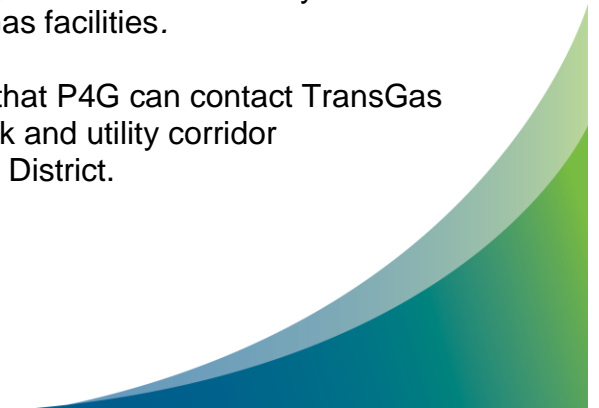 as facilities.
that P4G can contact TransGas
k and utility corridor
District.